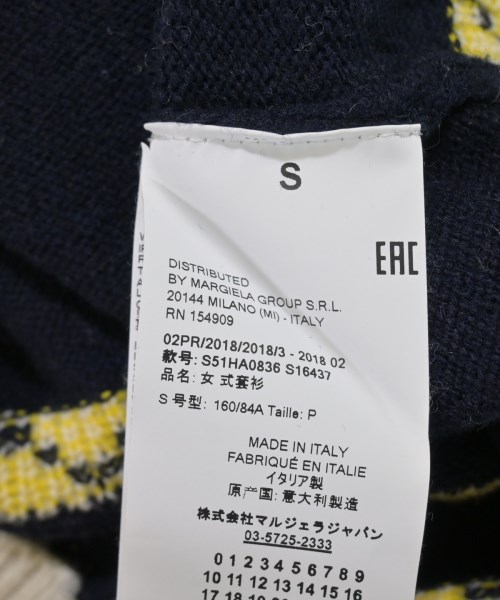 S
EAC
DISTRIBUTED
BY MARGIELA GROUP S.R.L.
20144 MILANO (MI) - ITALY
RN 154909
02PR/2018/2018/3 - 2018 02
款号: S51HA0836 S16437
品名: 女 式套衫
S 号型: 160/84A Taille: P
MADE IN ITALY
FABRIQUÉ EN ITALIE
イタリア製
原产国: 意大利製造
株式会社マルジェラジャパン
03-5725-2333
0 1 2 3 4 5 6 7 8 9
10 11 12 13 14 15 16